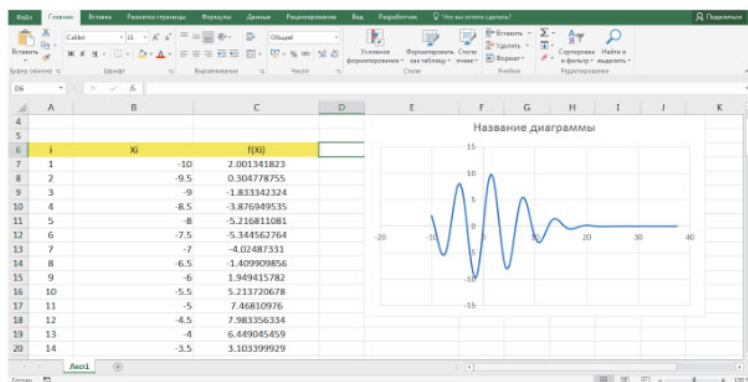 Файл Главная Вставка Разметка страницы Формулы Данные Рецензирование Вид Разработчик Что вы хотите сделать? Поделиться
Вставить
Calibri 11
Ж К Ч
Общий
Условное форматирование
Форматировать как таблицу
Стили ячеек
Вставить
Удалить
Формат
Сортировка и фильтр
Найти и выделить
Буфер обмена Шрифт Выравнивание Число Стили Ячейки Редактирование
D6 fx
A B C D E F G H I J K
4
5
6 i Xi f(Xi)
7 1 -10 2.001341823
8 2 -9.5 0.304778755
9 3 -9 -1.833342324
10 4 -8.5 -3.876949535
11 5 -8 -5.216811081
12 6 -7.5 -5.344562764
13 7 -7 -4.02487331
14 8 -6.5 -1.409909856
15 9 -6 1.949415782
16 10 -5.5 5.213720678
17 11 -5 7.46810976
18 12 -4.5 7.983356334
19 13 -4 6.449045459
20 14 -3.5 3.103399929
Название диаграммы
15
10
5
-20 -10 0 10 20 30 40
-5
-10
-15
Лист1
Готово